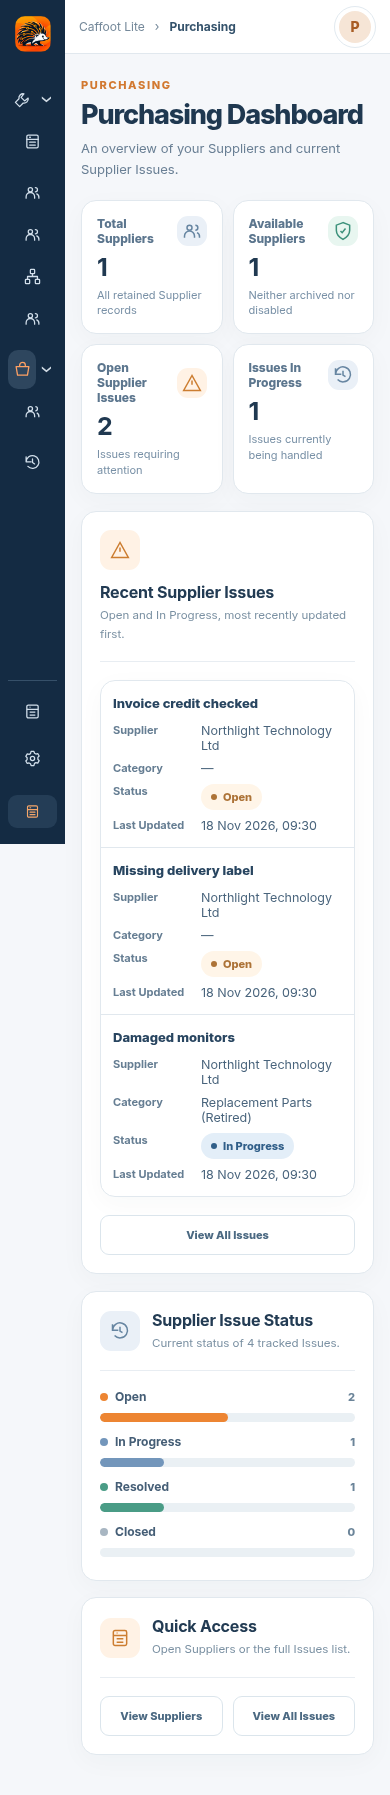 Caffoot Lite › Purchasing
P
PURCHASING
Purchasing Dashboard
An overview of your Suppliers and current
Supplier Issues.
Total
Suppliers
1
All retained Supplier
records
Available
Suppliers
1
Neither archived nor
disabled
Open
Supplier
Issues
2
Issues requiring
attention
Issues In
Progress
1
Issues currently
being handled
Recent Supplier Issues
Open and In Progress, most recently updated
first.
Invoice credit checked
Supplier Northlight Technology
Ltd
Category —
Status Open
Last Updated 18 Nov 2026, 09:30
Missing delivery label
Supplier Northlight Technology
Ltd
Category —
Status Open
Last Updated 18 Nov 2026, 09:30
Damaged monitors
Supplier Northlight Technology
Ltd
Category Replacement Parts
(Retired)
Status In Progress
Last Updated 18 Nov 2026, 09:30
View All Issues
Supplier Issue Status
Current status of 4 tracked Issues.
Open 2
In Progress 1
Resolved 1
Closed 0
Quick Access
Open Suppliers or the full Issues list.
View Suppliers View All Issues